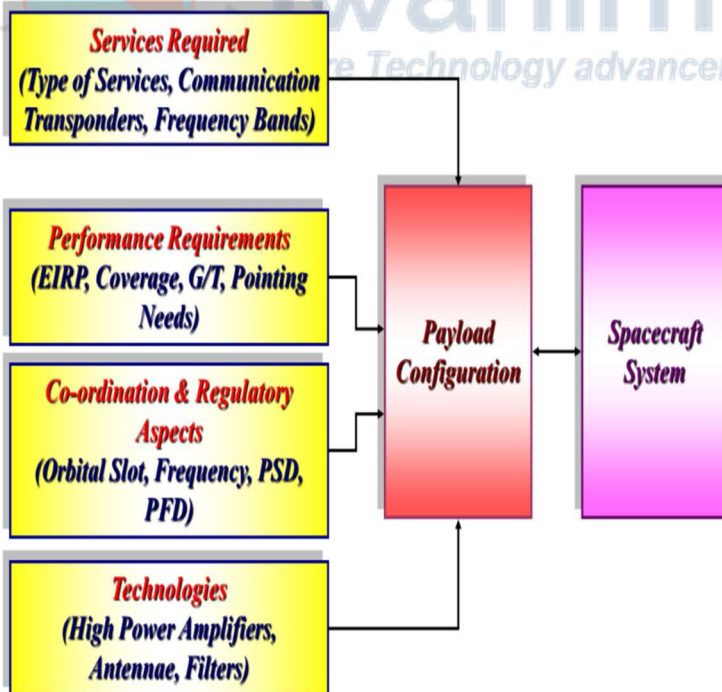 re Technology advance
Services Required
(Type of Services, Communication
Transponders, Frequency Bands)
Performance Requirements
(EIRP, Coverage, G/T, Pointing
Needs)
Co-ordination & Regulatory
Aspects
(Orbital Slot, Frequency, PSD,
PFD)
Technologies
(High Power Amplifiers,
Antennae, Filters)
Payload
Configuration
Spacecraft
System